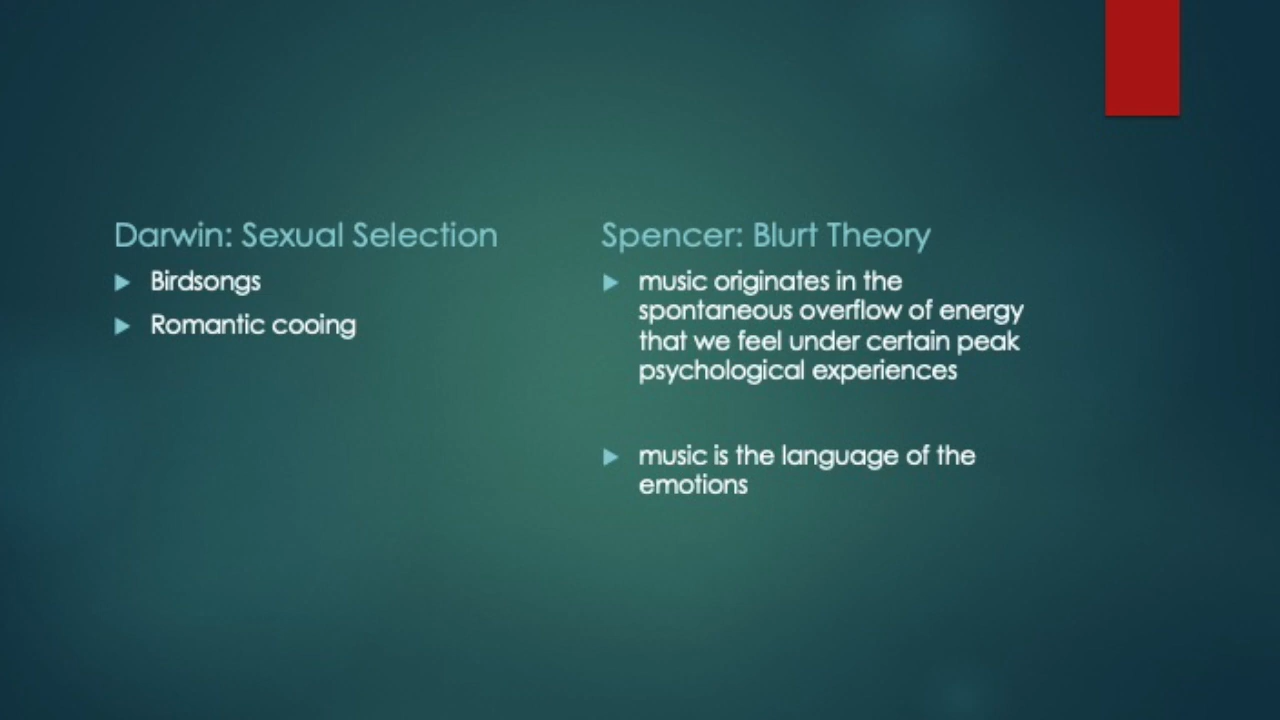 Darwin: Sexual Selection
Birdsongs
Romantic cooing
Spencer: Blurt Theory
music originates in the
spontaneous overflow of energy
that we feel under certain peak
psychological experiences
music is the language of the
emotions